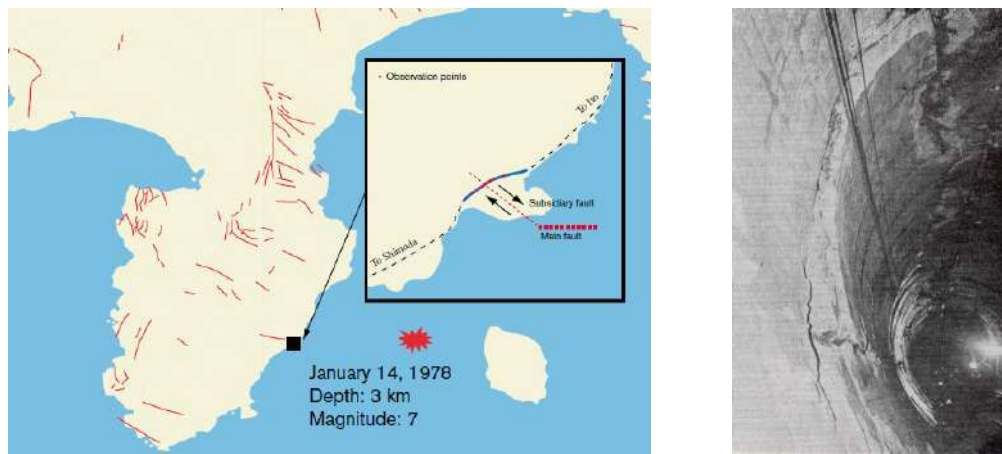 • Observation points
To Ito
Subsidiary fault
Main fault
To Shimoda
January 14, 1978
Depth: 3 km
Magnitude: 7